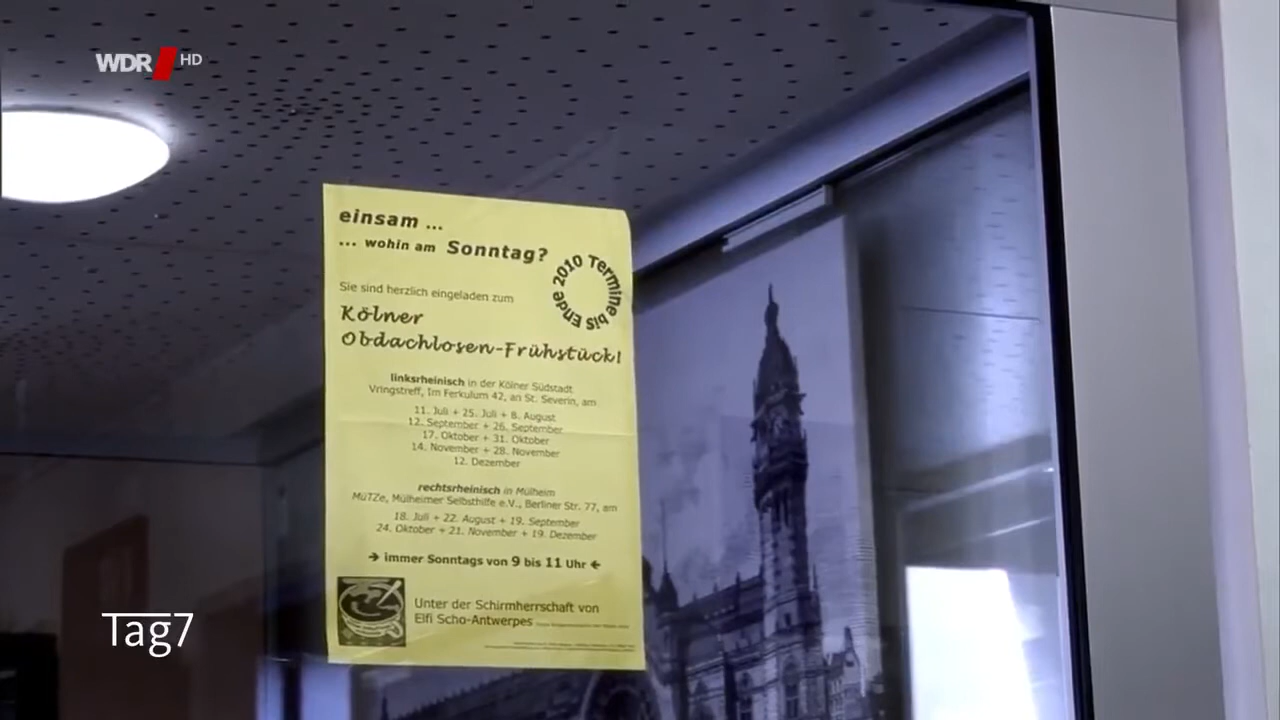 WDR HD
einsam ...
... wohin am Sonntag?
2010 Termine bis Ende
Sie sind herzlich eingeladen zum
Kölner
Obdachlosen-Frühstück!
linksrheinisch in der Kölner Südstadt
Vringstreff, Im Ferkulum 42, an St. Severin, am
11. Juli + 25. Juli + 8. August
12. September + 26. September
17. Oktober + 31. Oktober
14. November + 28. November
12. Dezember
rechtsrheinisch in Mülheim
MüTZe, Mülheimer Selbsthilfe e.V., Berliner Str. 77, am
18. Juli + 22. August + 19. September
24. Oktober + 21. November + 19. Dezember
→ immer Sonntags von 9 bis 11 Uhr ←
Unter der Schirmherrschaft von
Elfi Scho-Antwerpes
Tag7